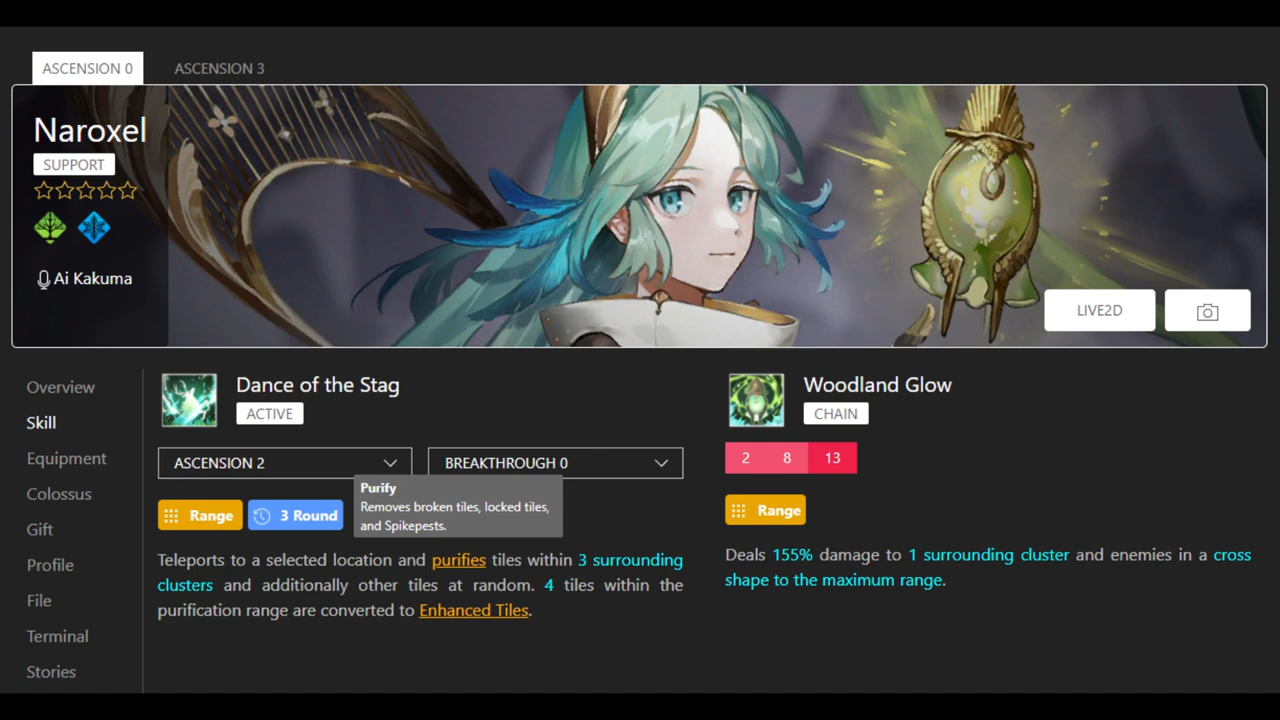 ASCENSION 0
ASCENSION 3
Naroxel
SUPPORT
Ai Kakuma
LIVE2D
Overview
Skill
Equipment
Colossus
Gift
Profile
File
Terminal
Stories
Dance of the Stag
ACTIVE
ASCENSION 2
BREAKTHROUGH 0
Range
3 Round
Purify
Removes broken tiles, locked tiles,
and Spikepests.
Teleports to a selected location and purifies tiles within 3 surrounding
clusters and additionally other tiles at random. 4 tiles within the
purification range are converted to Enhanced Tiles.
Woodland Glow
CHAIN
2 8 13
Range
Deals 155% damage to 1 surrounding cluster and enemies in a cross
shape to the maximum range.